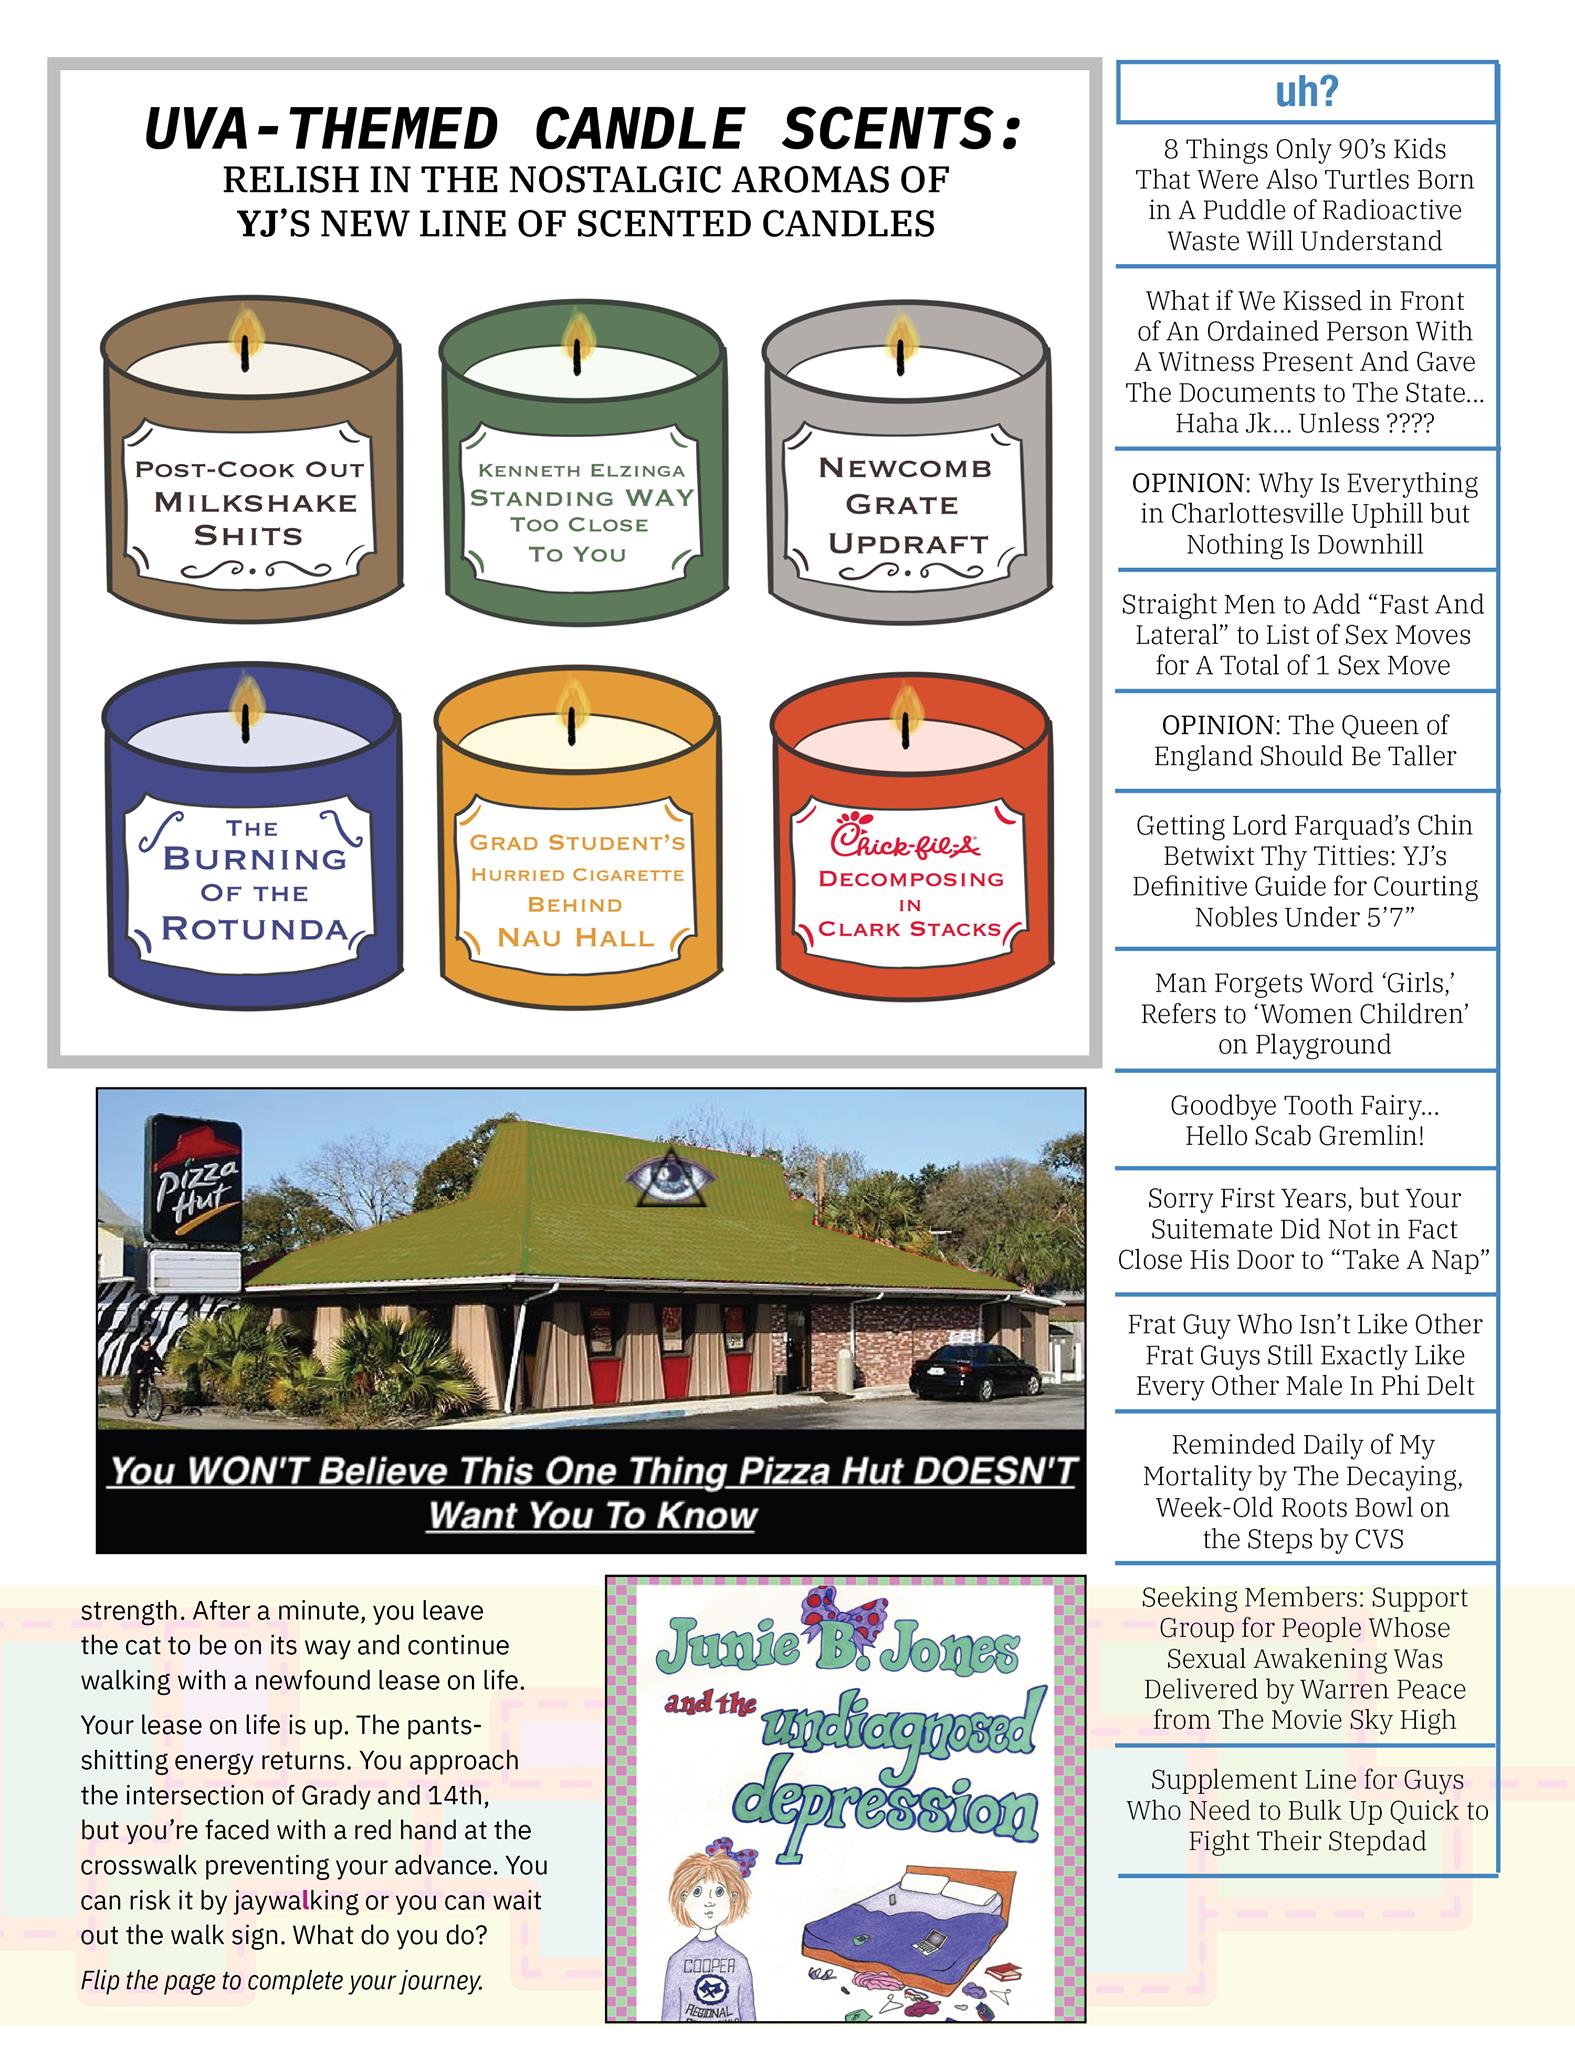 UVA-THEMED CANDLE SCENTS:
RELISH IN THE NOSTALGIC AROMAS OF
YJ'S NEW LINE OF SCENTED CANDLES
POST-COOK OUT
MILKSHAKE
SHITS
KENNETH ELZINGA
STANDING WAY
TOO CLOSE
TO YOU
NEWCOMB
GRATE
UPDRAFT
THE
BURNING
OF THE
ROTUNDA
GRAD STUDENT'S
HURRIED CIGARETTE
BEHIND
NAU HALL
Chick-fil-A
DECOMPOSING
IN
CLARK STACKS
Pizza
Hut
You WON'T Believe This One Thing Pizza Hut DOESN'T
Want You To Know
strength. After a minute, you leave
the cat to be on its way and continue
walking with a newfound lease on life.
Your lease on life is up. The pants-
shitting energy returns. You approach
the intersection of Grady and 14th,
but you're faced with a red hand at the
crosswalk preventing your advance. You
can risk it by jaywalking or you can wait
out the walk sign. What do you do?
Flip the page to complete your journey.
Junie B. Jones
and the
undiagnosed
depression
COOPER
REGIONAL
uh?
8 Things Only 90's Kids
That Were Also Turtles Born
in A Puddle of Radioactive
Waste Will Understand
What if We Kissed in Front
of An Ordained Person With
A Witness Present And Gave
The Documents to The State...
Haha Jk... Unless ????
OPINION: Why Is Everything
in Charlottesville Uphill but
Nothing Is Downhill
Straight Men to Add “Fast And
Lateral” to List of Sex Moves
for A Total of 1 Sex Move
OPINION: The Queen of
England Should Be Taller
Getting Lord Farquad's Chin
Betwixt Thy Titties: YJ's
Definitive Guide for Courting
Nobles Under 5'7”
Man Forgets Word ‘Girls,’
Refers to ‘Women Children’
on Playground
Goodbye Tooth Fairy...
Hello Scab Gremlin!
Sorry First Years, but Your
Suitemate Did Not in Fact
Close His Door to “Take A Nap”
Frat Guy Who Isn't Like Other
Frat Guys Still Exactly Like
Every Other Male In Phi Delt
Reminded Daily of My
Mortality by The Decaying,
Week-Old Roots Bowl on
the Steps by CVS
Seeking Members: Support
Group for People Whose
Sexual Awakening Was
Delivered by Warren Peace
from The Movie Sky High
Supplement Line for Guys
Who Need to Bulk Up Quick to
Fight Their Stepdad